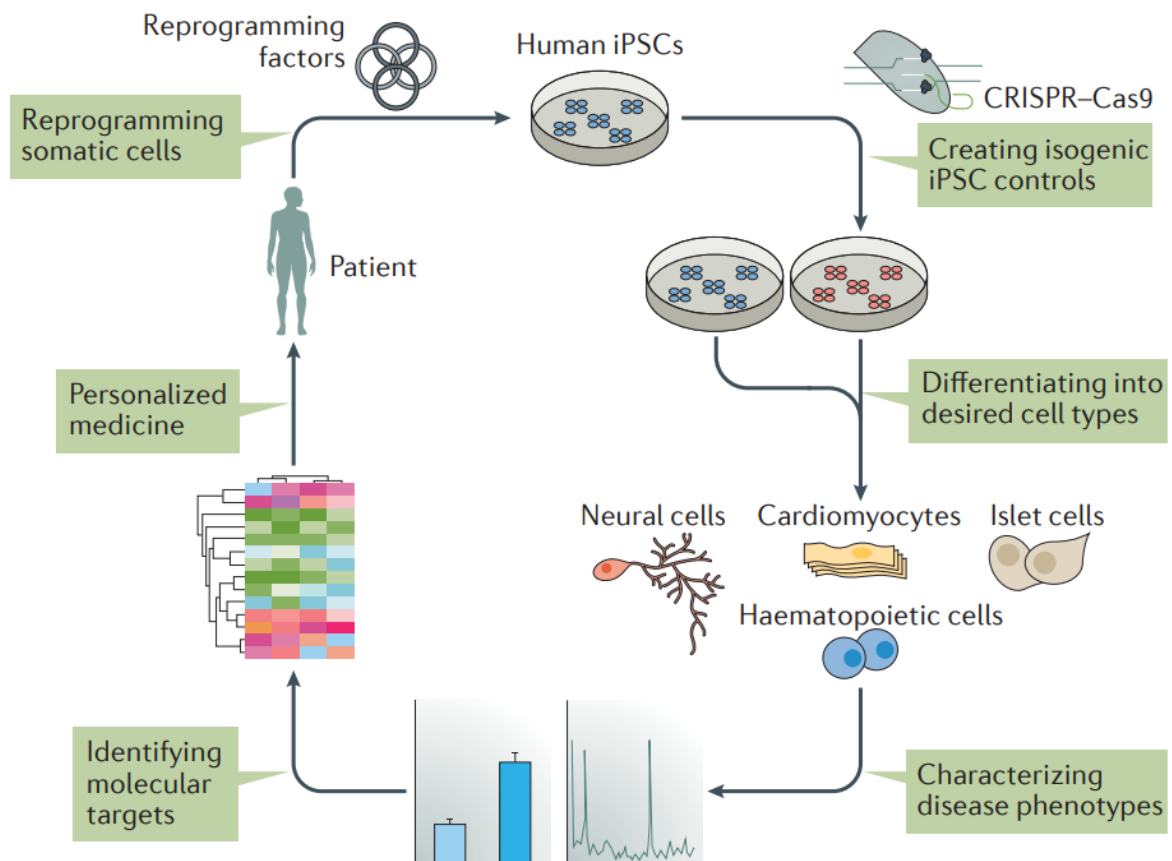 Reprogramming
factors
Human iPSCs
CRISPR–Cas9
Reprogramming
somatic cells
Creating isogenic
iPSC controls
Patient
Personalized
medicine
Differentiating into
desired cell types
Neural cells
Cardiomyocytes
Islet cells
Haematopoietic cells
Identifying
molecular
targets
Characterizing
disease phenotypes